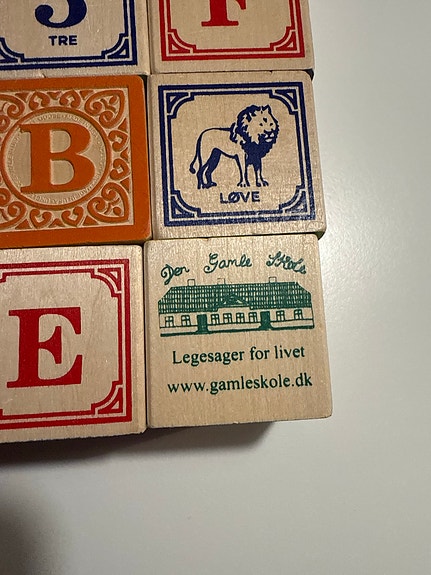 3 F
TRE
B
LØVE
E
Den Gamle Skole
Legesager for livet
www.gamleskole.dk